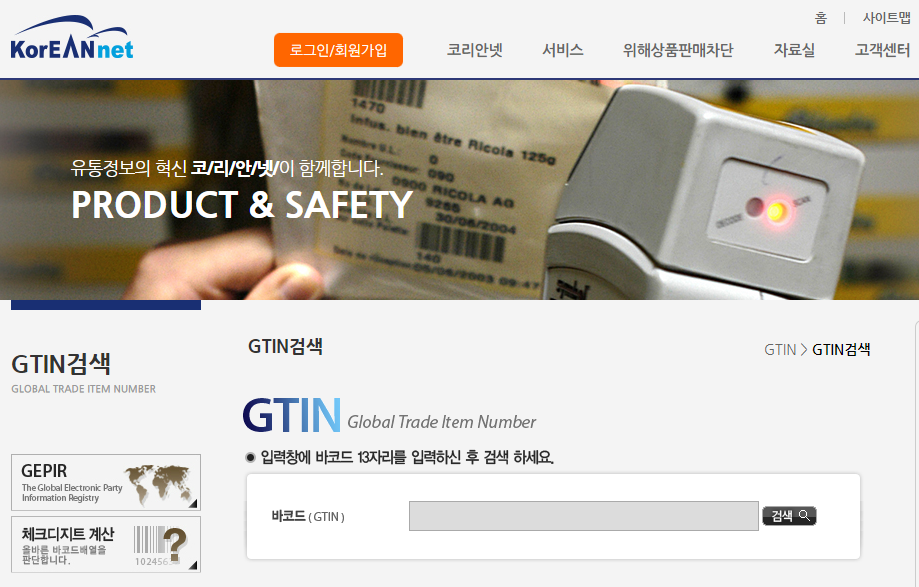 홈 | 사이트맵
KorEANnet
로그인/회원가입 코리안넷 서비스 위해상품판매차단 자료실 고객센터
1470
Infus. bien être Ricola 125g
0
090
0900 RICOLA AG
9285
30/06/2004
140
05/06/2003 09:47
DECODE
SCAN
유통정보의 혁신 코/리/안/넷/이 함께합니다.
PRODUCT & SAFETY
GTIN검색
GLOBAL TRADE ITEM NUMBER
GEPIR
The Global Electronic Party
Information Registry
체크디지트 계산
올바른 바코드배열을
판단합니다.
?
GTIN검색
GTIN > GTIN검색
GTIN Global Trade Item Number
입력창에 바코드 13자리를 입력하신 후 검색 하세요.
바코드 ( GTIN )
검색